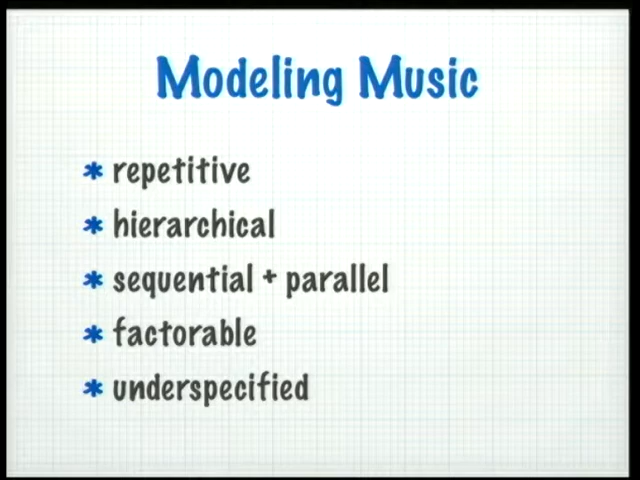 Modeling Music
* repetitive
* hierarchical
* sequential + parallel
* factorable
* underspecified